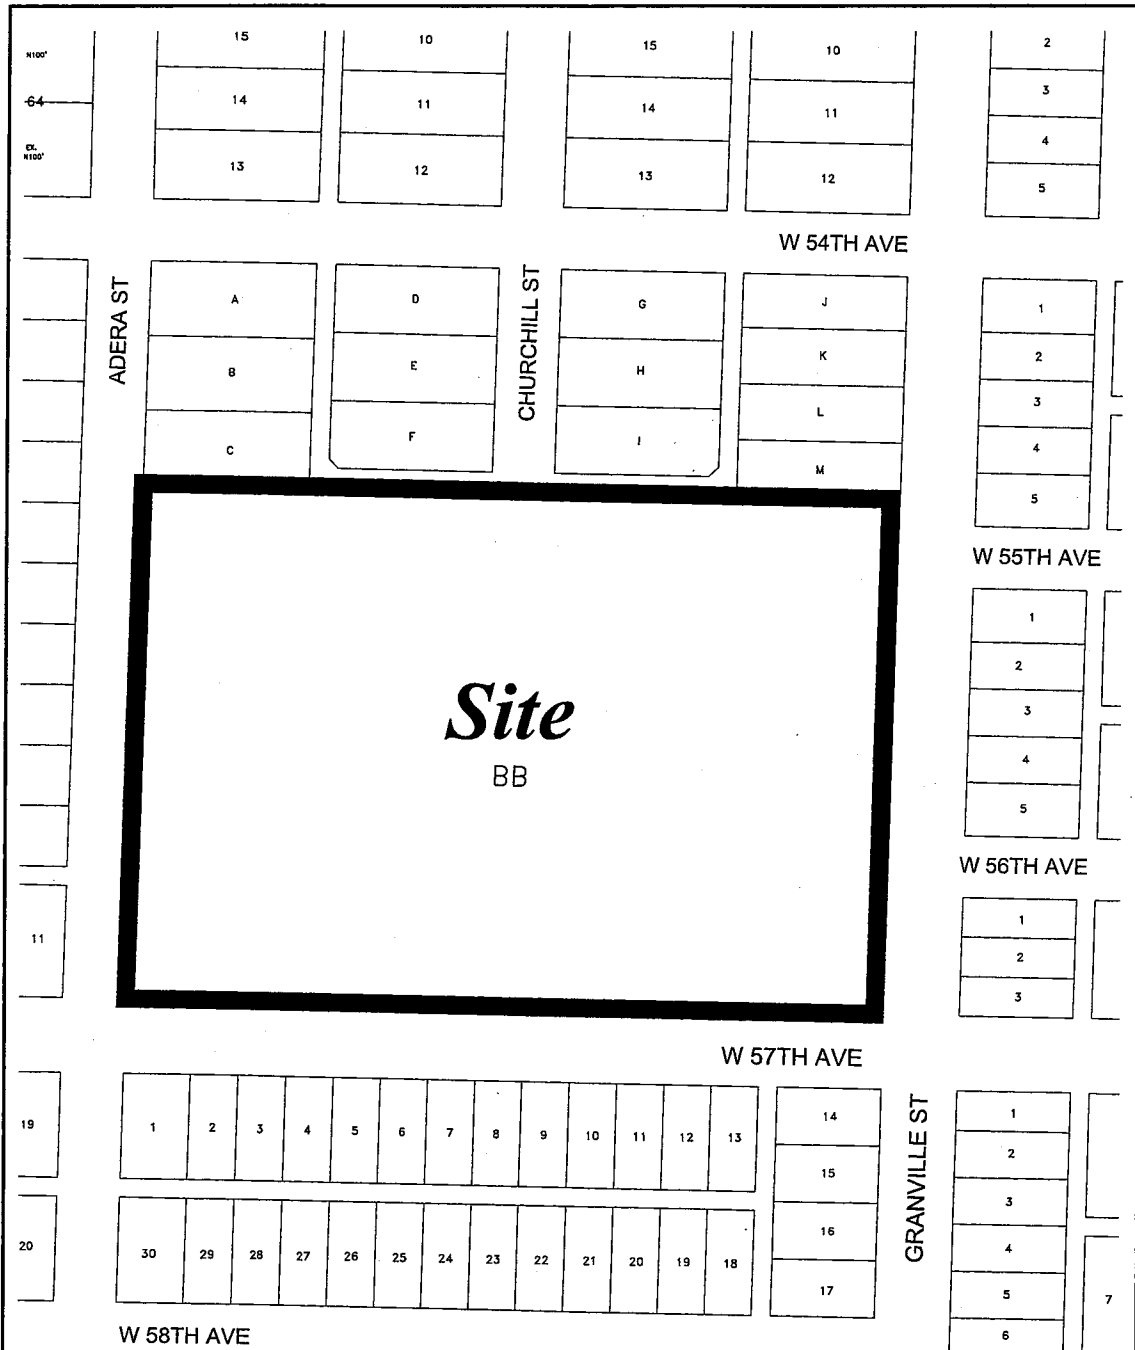 N100'
64
EX.
N100'
15
10
15
10
2
14
11
14
11
3
4
13
12
13
12
5
W 54TH AVE
ADERA ST
CHURCHILL ST
A
D
G
J
1
B
E
H
K
2
C
F
I
L
3
M
4
5
W 55TH AVE
1
2
3
4
5
Site
BB
W 56TH AVE
11
1
2
3
W 57TH AVE
GRANVILLE ST
19
1 2 3 4 5 6 7 8 9 10 11 12 13
14
15
16
17
1
2
3
4
5
6
7
20
30 29 28 27 26 25 24 23 22 21 20 19 18
W 58TH AVE